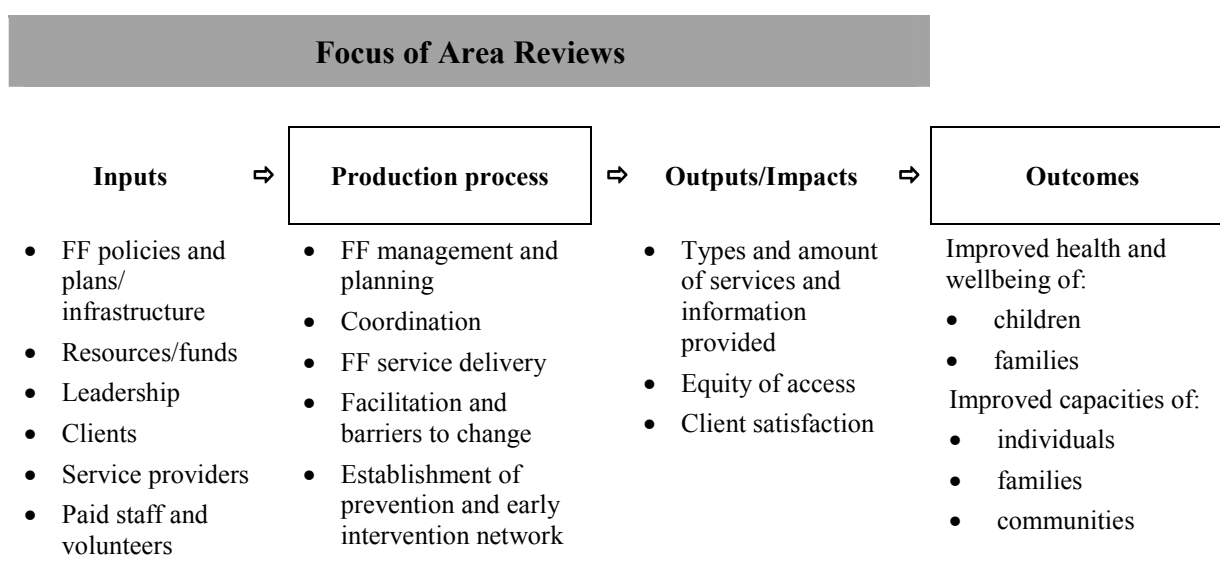 Focus of Area Reviews
Inputs ⇨ Production process ⇨ Outputs/Impacts ⇨ Outcomes
• FF policies and
plans/
infrastructure
• Resources/funds
• Leadership
• Clients
• Service providers
• Paid staff and
volunteers
• FF management and
planning
• Coordination
• FF service delivery
• Facilitation and
barriers to change
• Establishment of
prevention and early
intervention network
• Types and amount
of services and
information
provided
• Equity of access
• Client satisfaction
Improved health and
wellbeing of:
• children
• families
Improved capacities of:
• individuals
• families
• communities